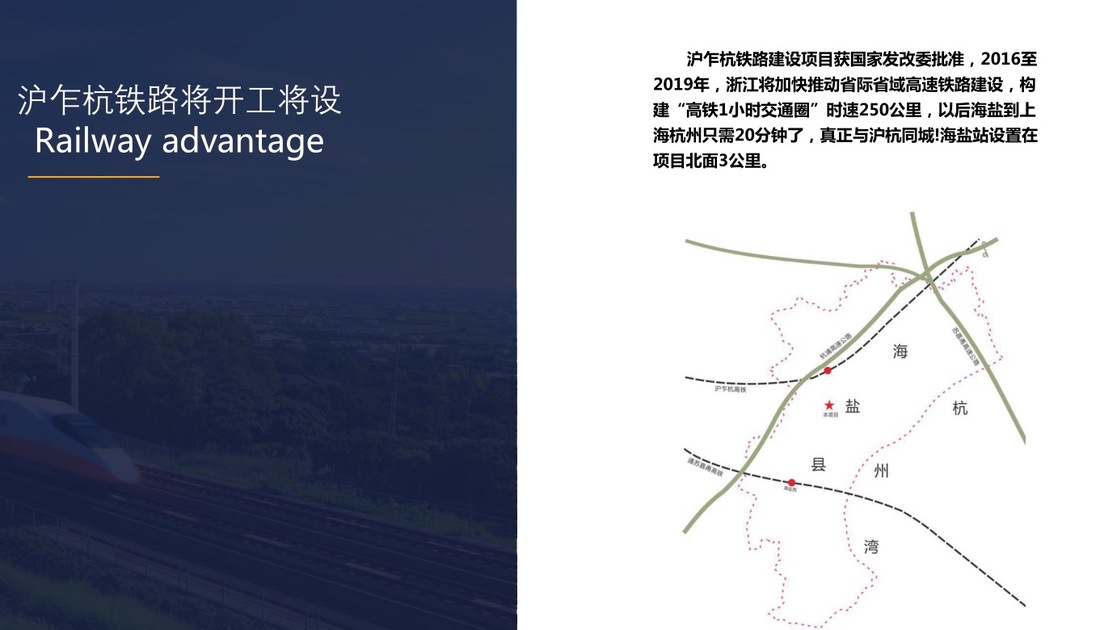 沪乍杭铁路将开工将设
Railway advantage
沪乍杭铁路建设项目获国家发改委批准，2016至
2019年，浙江将加快推动省际省域高速铁路建设，构
建“高铁1小时交通圈”时速250公里，以后海盐到上
海杭州只需20分钟了，真正与沪杭同城!海盐站设置在
项目北面3公里。
杭浦高速公路
苏嘉甬高速公路
海
沪乍杭高铁
盐
杭
本项目
县
州
通苏嘉甬高铁
湾